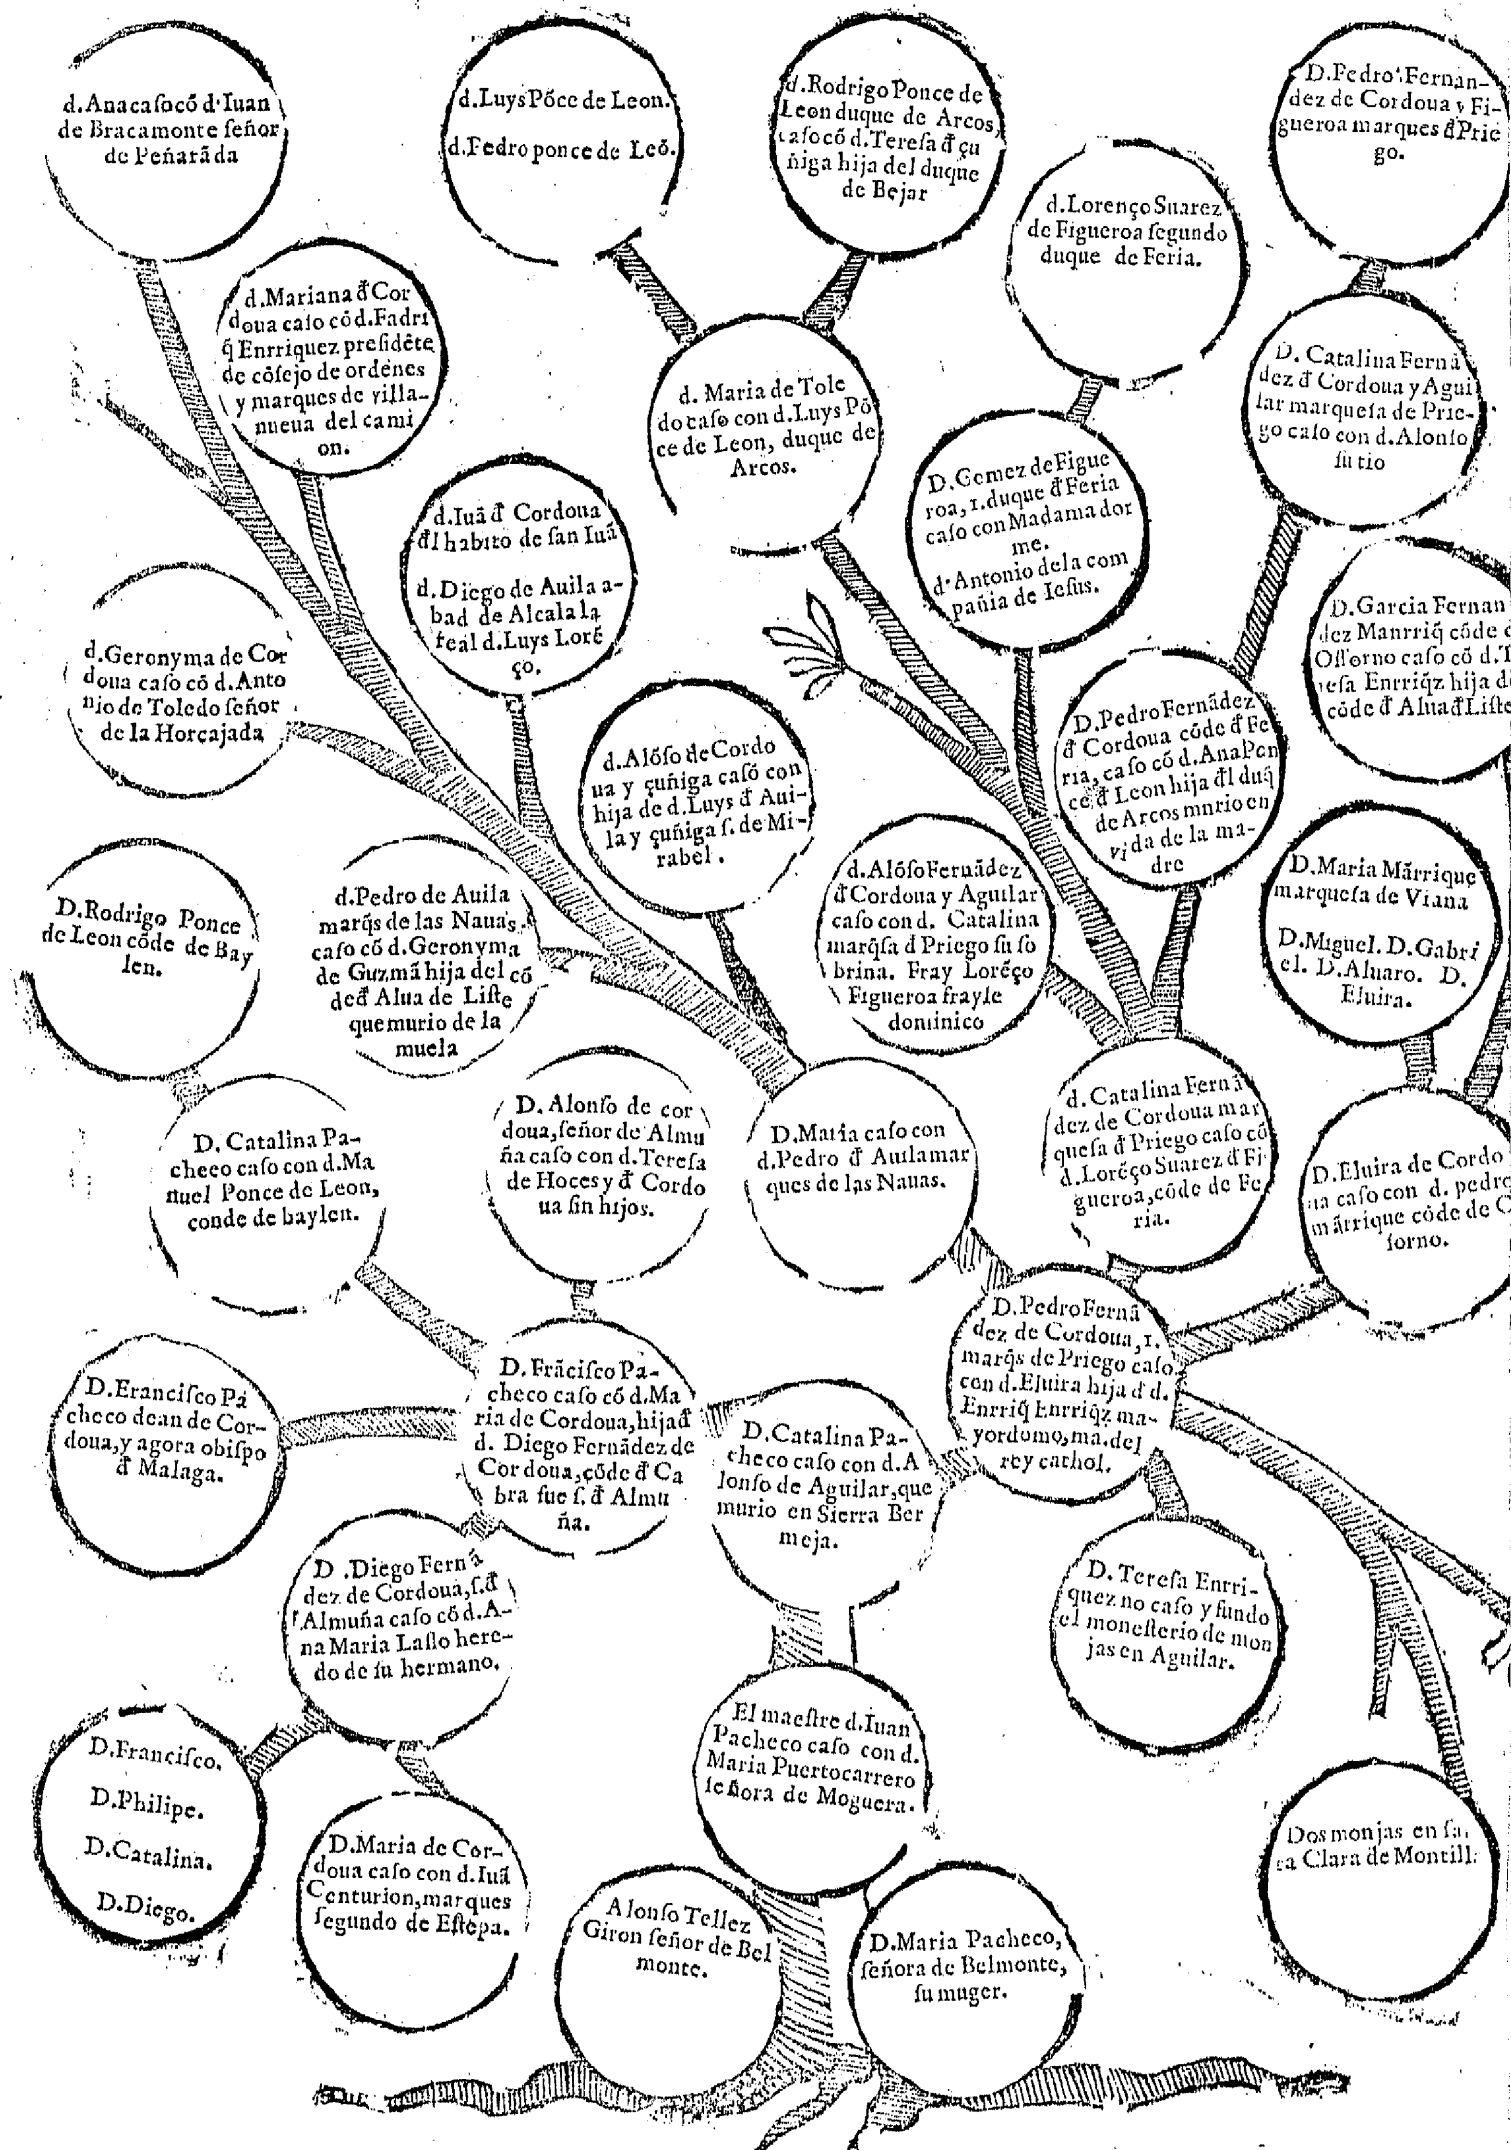 d.Ana casocō d.Iuan
de Bracamonte señor
de Peñarāda
d.Luys Pōce de Leon.
d.Pedro ponce de Leō.
d.Rodrigo Ponce de
Leon duque de Arcos,
casocō d.Teresa đ çu
ñiga hija del duque
de Bejar
D.Pedro Fernan-
dez de Cordoua y Fi-
gueroa marques đ Prie
go.
d.Lorenço Suarez
de Figueroa segundo
duque de Feria.
d.Mariana đ Cor
doua caso cō d.Fadri
q̄ Enrriquez presidēte
de cōsejo de ordenes
y marques de villa-
nueua del cami
on.
d. Maria de Tole
do caso con d.Luys Pō
ce de Leon, duque de
Arcos.
D. Catalina Fernā
dez đ Cordoua y Agui
lar marquesa de Prie-
go caso con d.Alonso
su tio
D.Gomez de Figue
roa, 1.duque đ Feria
caso con Madama dor
me.
d.Antonio dela com
pañia de Iesus.
d.Iuā đ Cordoua
đl habito de san Iuā
d.Diego de Auila a-
bad de Alcala la
real d.Luys Lorē
ço.
D.Garcia Fernan
dez Manrriq̄ cōde
Ossorno caso cō d.
Enrriq̄z hija
cōde đ Alua đ Liste
d.Geronyma de Cor
doua caso cō d.Anto
nio de Toledo señor
de la Horcajada
d.Alōso de Cordo
ua y çuñiga casó con
hija de d.Luys đ Aui-
la y çuñiga s. de Mi-
rabel.
D.Pedro Fernādez
đ Cordoua cōde đ Fe
ria, caso cō d.Ana Pon
ce đ Leon hija đl duq̄
de Arcos murio en
vida de la ma-
dre
D.Rodrigo Ponce
de Leon cōde de Bay
len.
d.Pedro de Auila
marq̄s de las Nauas,
caso cō d.Geronyma
de Guzmā hija del cō
de đ Alua de Liste
que murio de la
muela
d.Alōso Fernādez
đ Cordoua y Aguilar
caso con d. Catalina
marq̄sa đ Priego su so
brina. Fray Lorēço
Figueroa frayle
dominico
D.Maria Mārrique
marquesa de Viana
D.Miguel. D.Gabri
el. D.Aluaro. D.
Eluira.
D. Catalina Pa-
checo caso con d.Ma
nuel Ponce de Leon,
conde de baylen.
D. Alonso de cor
doua, señor de Almu
ña caso con d.Teresa
de Hoces y đ Cordo
ua sin hijos.
D.Maria caso con
d.Pedro đ Auila mar
ques de las Nauas.
d.Catalina Fernā
dez de Cordoua mar
quesa đ Priego caso cō
d.Lorēço Suarez đ Fi
gueroa, cōde de Fe
ria.
D.Eluira de Cordo
ua caso con d. pedro
mārrique cōde de
sorno.
D.Francisco Pa
checo dean de Cor-
doua, y agora obispo
đ Malaga.
D. Frācisco Pa-
checo caso cō d.Ma
ria de Cordoua, hija đ
d. Diego Fernādez de
Cordoua, cōde đ Ca
bra fue s. đ Almu
ña.
D.Catalina Pa-
checo caso con d.A
lonso de Aguilar, que
murio en Sierra Ber
meja.
D.Pedro Fernā
dez de Cordoua, 1.
marq̄s de Priego caso
con d.Eluira hija đ d.
Enrriq̄ Enrriq̄z ma-
yordomo, ma. del
rey cathol.
D .Diego Fernā
dez de Cordoua, s.đ
Almuña caso cō d.A-
na Maria Lasso here-
do de su hermano.
D. Teresa Enrri-
quez no caso y fundo
el monesterio de mon
jas en Aguilar.
D.Francisco.
D.Philipe.
D.Catalina.
D.Diego.
D.Maria de Cor-
doua caso con d.Iuā
Centurion, marques
segundo de Estepa.
El maestre d.Iuan
Pacheco caso con d.
Maria Puertocarrero
señora de Moguera.
Alonso Tellez
Giron señor de Bel
monte.
D.Maria Pacheco,
señora de Belmonte,
su muger.
Dos monjas en
Clara de Montill